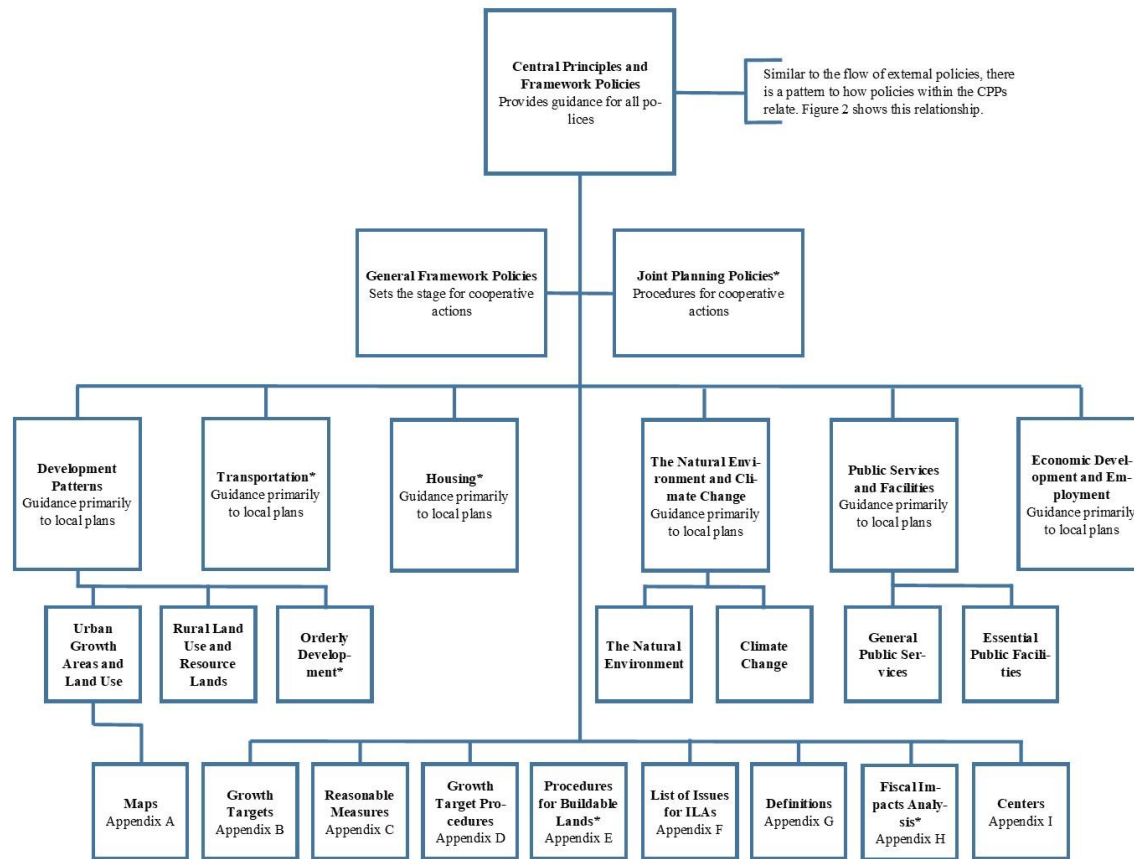 Central Principles and
Framework Policies
Provides guidance for all po-
lices
Similar to the flow of external policies, there
is a pattern to how policies within the CPPs
relate. Figure 2 shows this relationship.
General Framework Policies
Sets the stage for cooperative
actions
Joint Planning Policies*
Procedures for cooperative
actions
Development
Patterns
Guidance primarily
to local plans
Transportation*
Guidance primarily
to local plans
Housing*
Guidance primarily
to local plans
The Natural Envi-
ronment and Cli-
mate Change
Guidance primarily
to local plans
Public Services
and Facilities
Guidance primarily
to local plans
Economic Devel-
opment and Em-
ployment
Guidance primarily
to local plans
Urban
Growth
Areas and
Land Use
Rural Land
Use and
Resource
Lands
Orderly
Develop-
ment*
The Natural
Environment
Climate
Change
General
Public Ser-
vices
Essential
Public Facili-
ties
Maps
Appendix A
Growth
Targets
Appendix B
Reasonable
Measures
Appendix C
Growth
Target Pro-
cedures
Appendix D
Procedures
for Buildable
Lands*
Appendix E
List of Issues
for ILAs
Appendix F
Definitions
Appendix G
Fiscal Im-
pacts Analy-
sis*
Appendix H
Centers
Appendix I